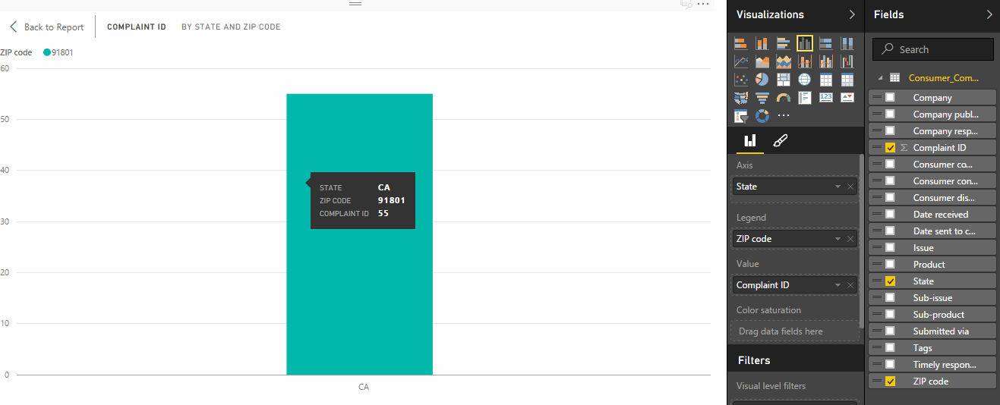 Back to Report
COMPLAINT ID BY STATE AND ZIP CODE
ZIP code 91801
60
50
40
30
20
10
0
STATE CA
ZIP CODE 91801
COMPLAINT ID 55
CA
Visualizations
123
Axis
State
Legend
ZIP code
Value
Complaint ID
Color saturation
Drag data fields here
Filters
Visual level filters
Fields
Search
Consumer_Com...
Company
Company publ...
Company resp...
Σ Complaint ID
Consumer co...
Consumer con...
Consumer dis...
Date received
Date sent to c...
Issue
Product
State
Sub-issue
Sub-product
Submitted via
Tags
Timely respon...
ZIP code